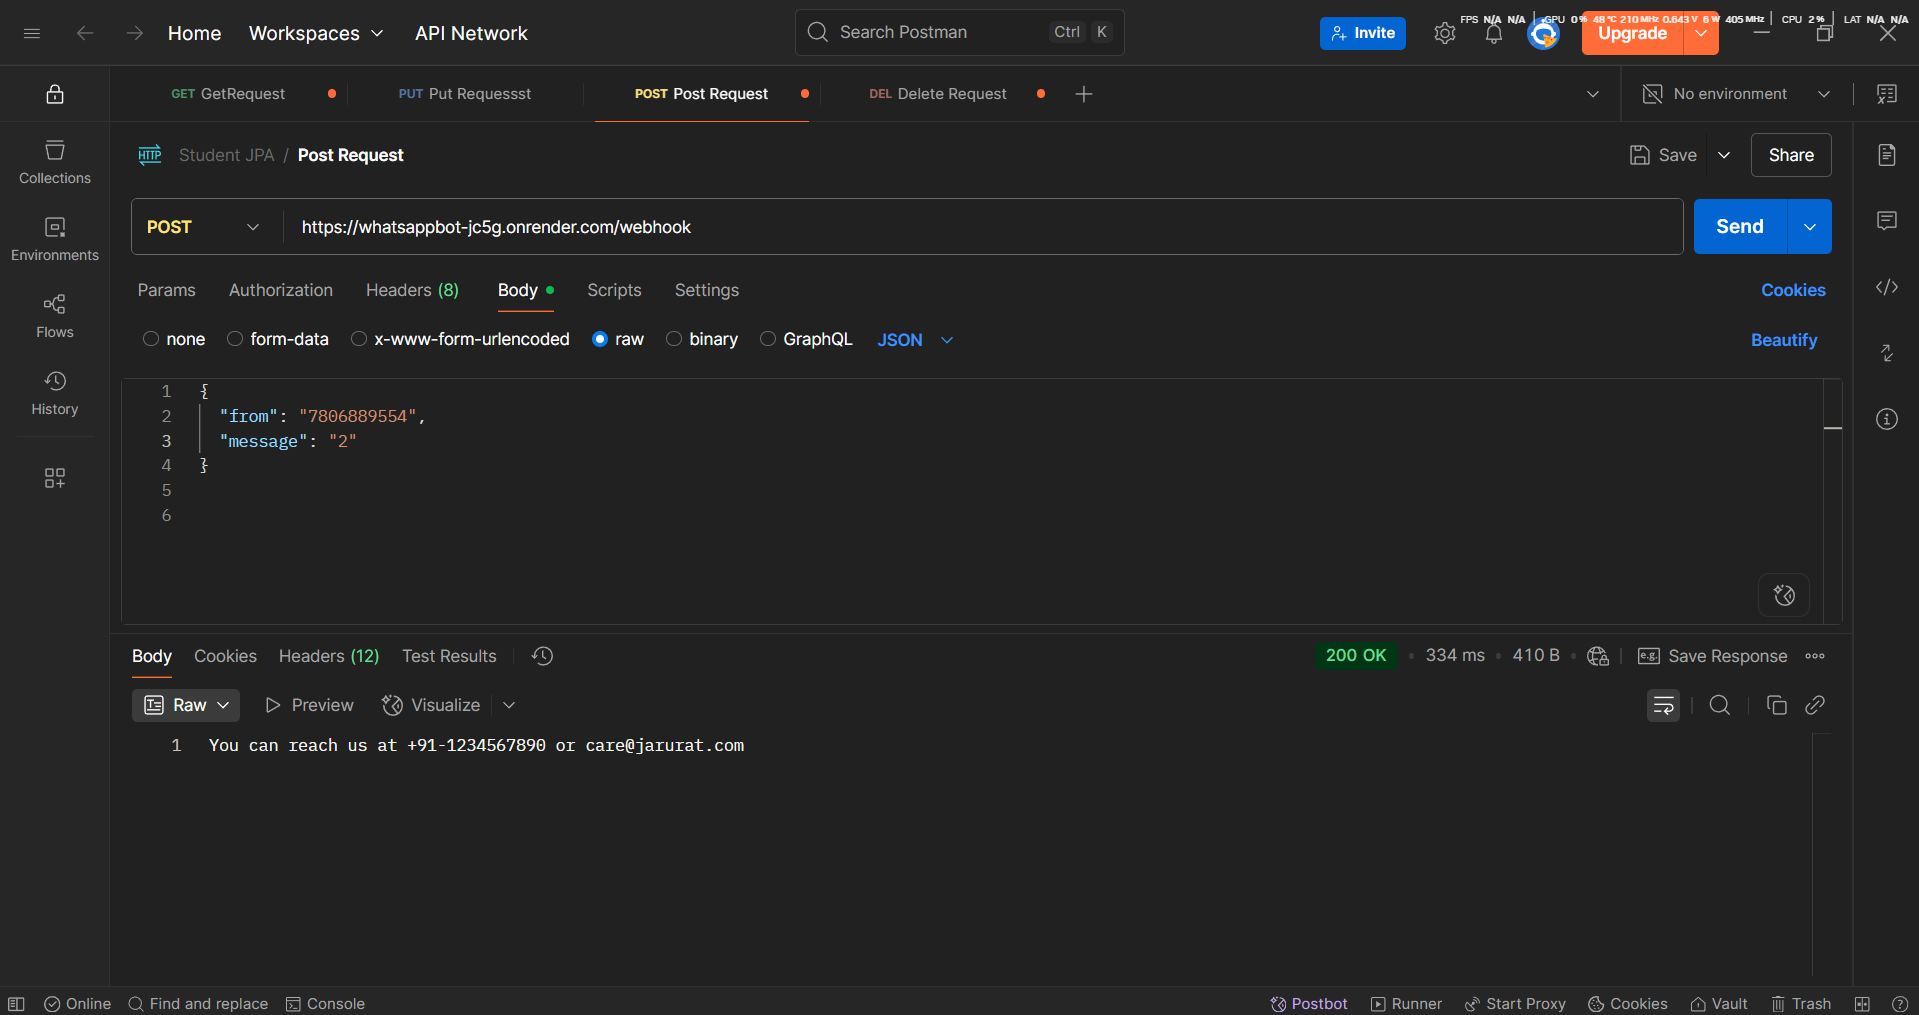 Home Workspaces API Network
Search Postman Ctrl K
Invite
Upgrade
FPS N/A N/A GPU 0% 48°C 210 MHz 0.643 V 6 W 405 MHz CPU 2% LAT N/A N/A
GET GetRequest
PUT Put Requessst
POST Post Request
DEL Delete Request
No environment
Collections
Environments
Flows
History
HTTP Student JPA / Post Request
Save Share
POST https://whatsappbot-jc5g.onrender.com/webhook
Send
Params Authorization Headers (8) Body Scripts Settings Cookies
none form-data x-www-form-urlencoded raw binary GraphQL JSON Beautify
1 {
2 "from": "7806889554",
3 "message": "2"
4 }
5
6
Body Cookies Headers (12) Test Results
200 OK • 334 ms • 410 B • e.g. Save Response
Raw Preview Visualize
1 You can reach us at +91-1234567890 or care@jarurat.com
Online Find and replace Console
Postbot Runner Start Proxy Cookies Vault Trash